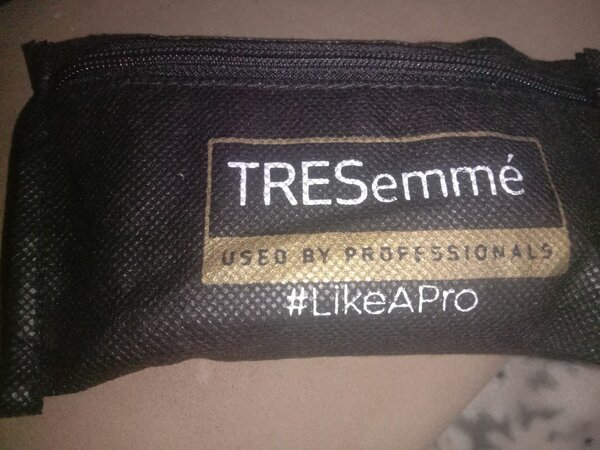 TRESemmé
USED BY PROFESSIONALS
#LikeAPro